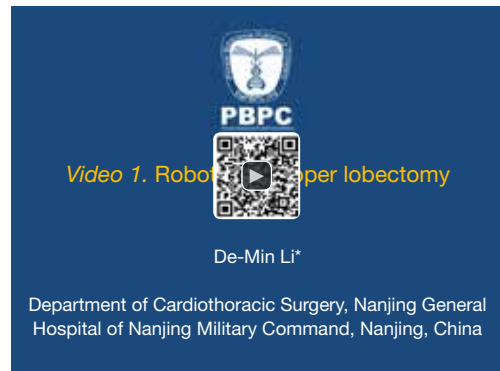 PBPC
Video 1. Robot per lobectomy
De-Min Li*
Department of Cardiothoracic Surgery, Nanjing General
Hospital of Nanjing Military Command, Nanjing, China